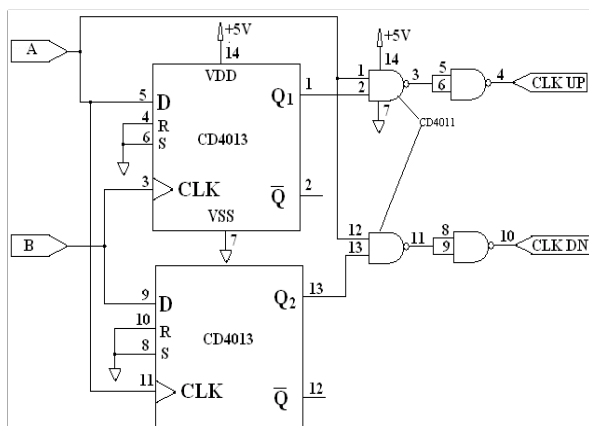 A
+5V
14
VDD
5 D
Q1 1
4 R
6 S
CD4013
3 CLK
Q 2
VSS
7
B
9 D
Q2 13
10 R
8 S
CD4013
11 CLK
Q 12
+5V
14
1
2
3
7
5
6
4
CLK UP
CD4011
12
13
11
8
9
10
CLK DN